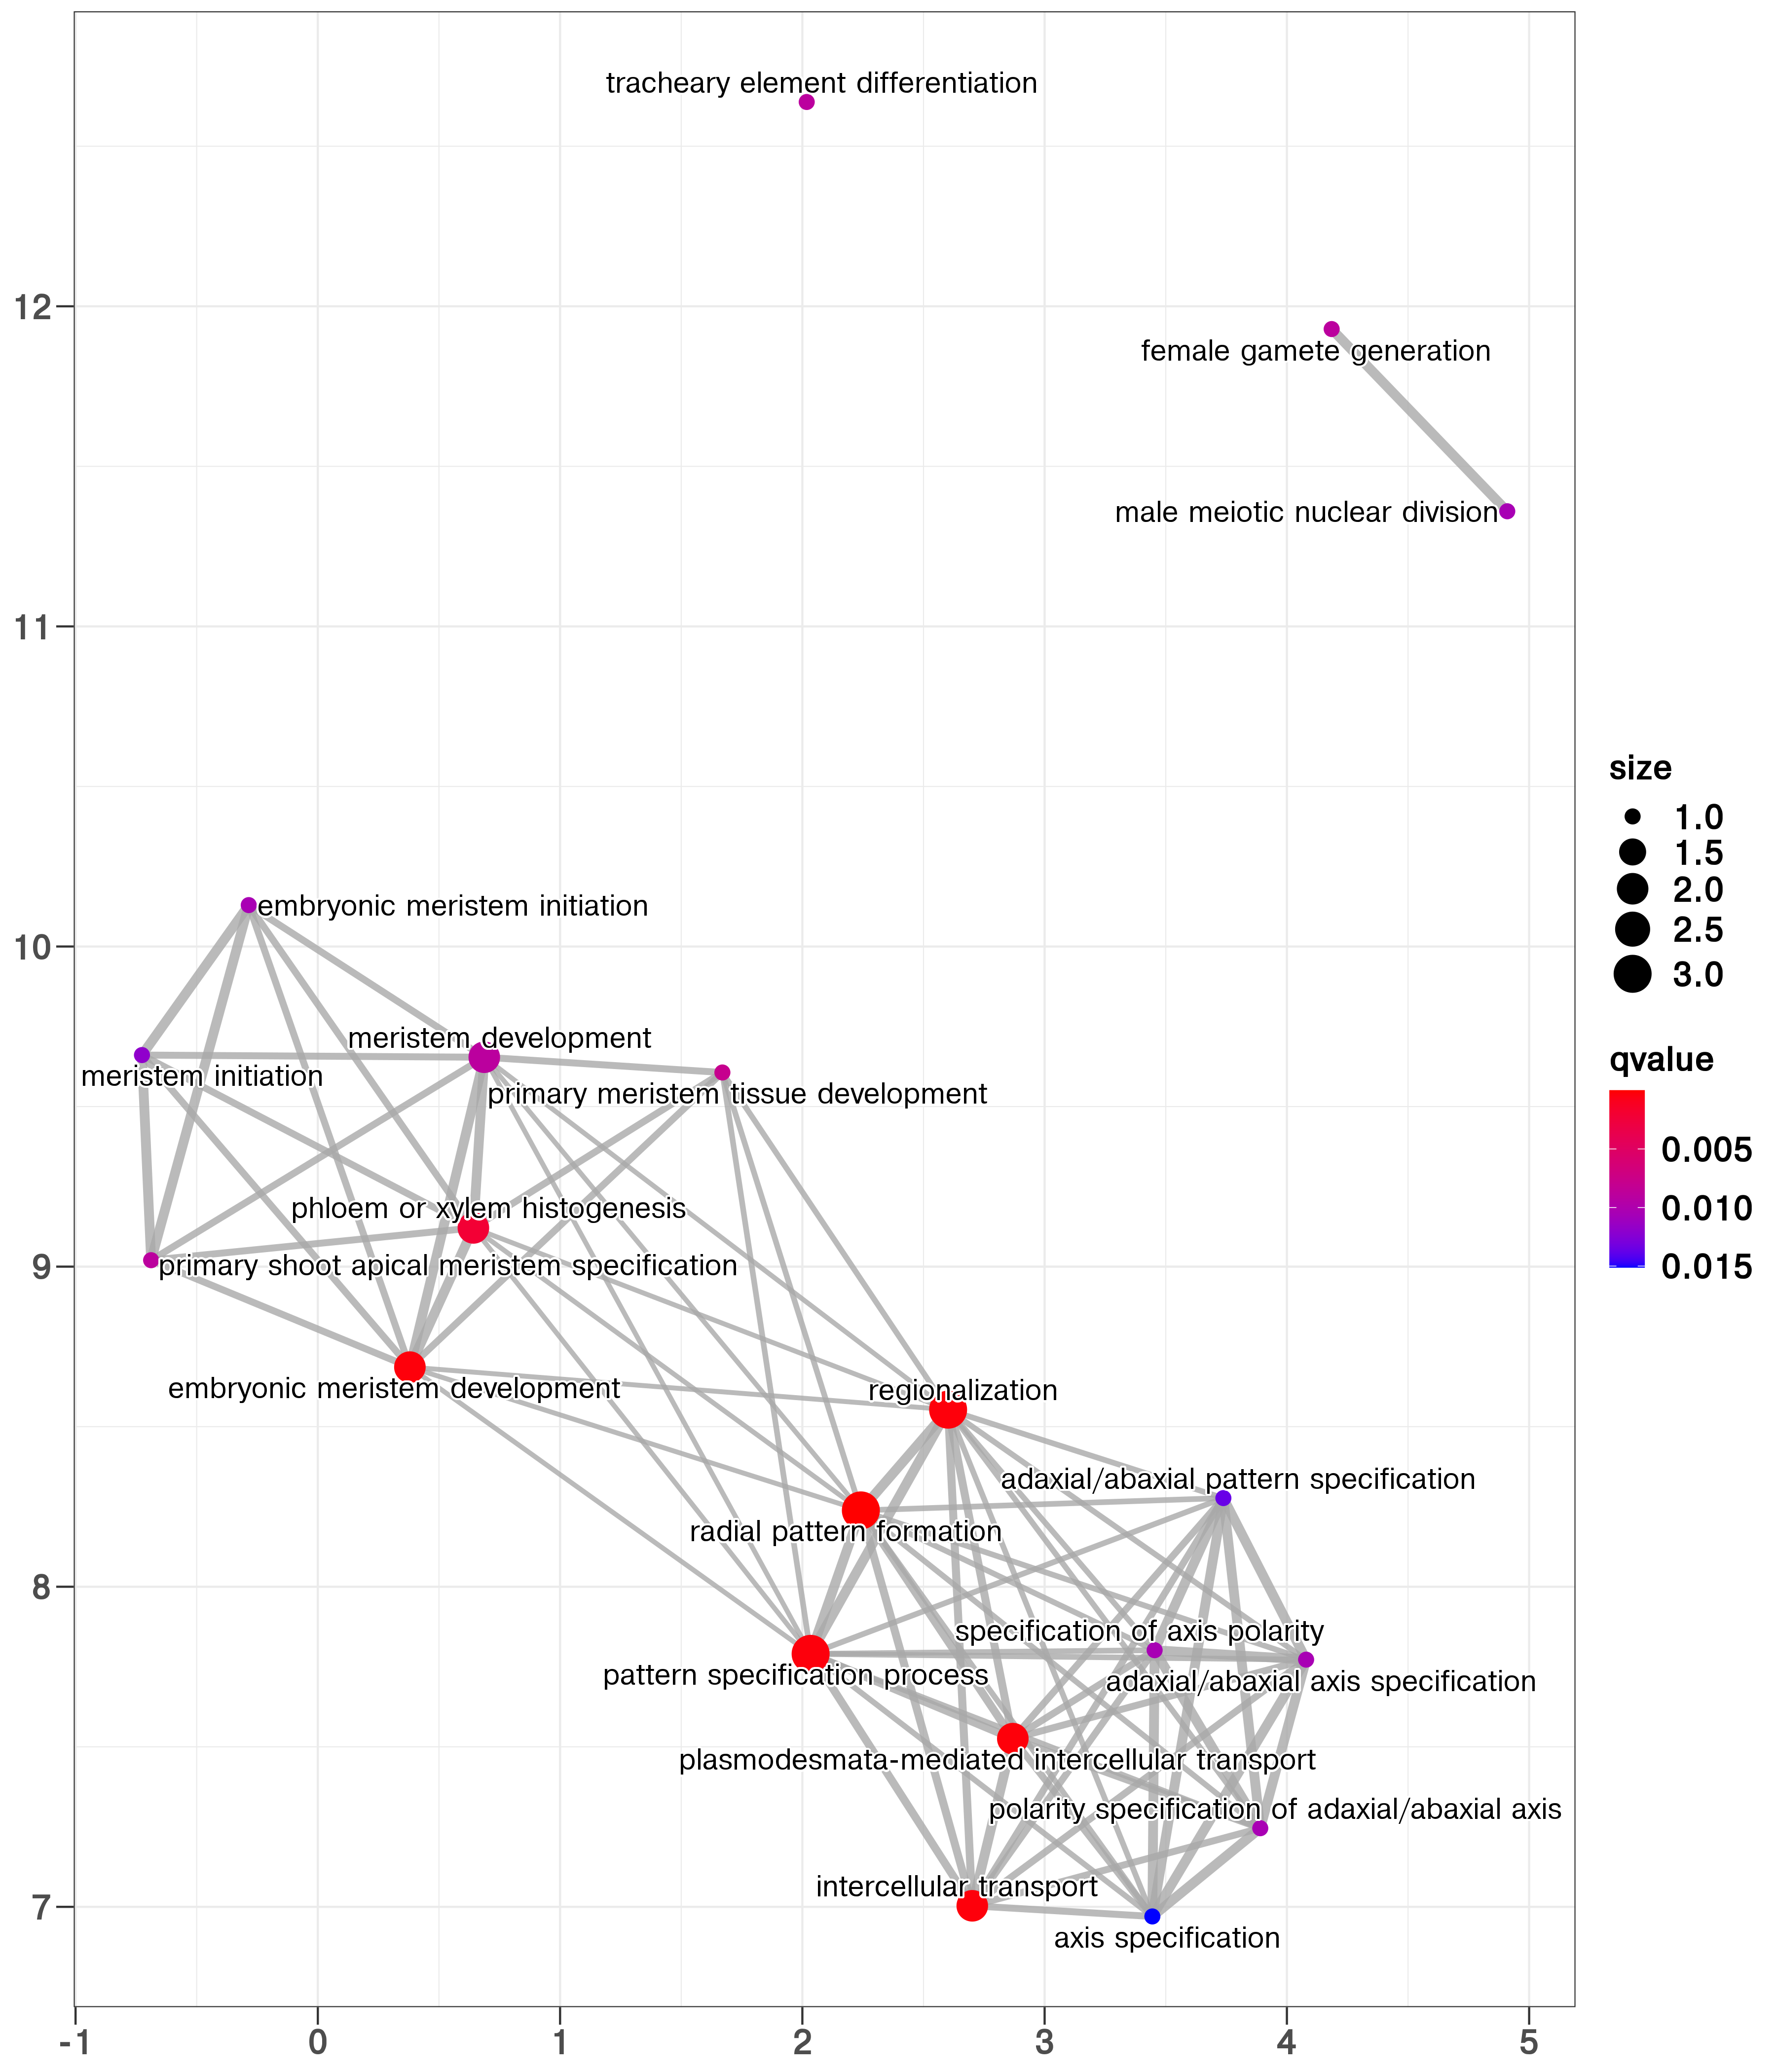 tracheary element differentiation
12
female gamete generation
male meiotic nuclear division
11
size
1.0
1.5
2.0
2.5
3.0
embryonic meristem initiation
10
meristem development
meristem initiation
primary meristem tissue development
qvalue
0.005
0.010
0.015
phloem or xylem histogenesis
9
primary shoot apical meristem specification
embryonic meristem development
regionalization
adaxial/abaxial pattern specification
radial pattern formation
8
specification of axis polarity
pattern specification process
adaxial/abaxial axis specification
plasmodesmata-mediated intercellular transport
polarity specification of adaxial/abaxial axis
intercellular transport
7
axis specification
-1 0 1 2 3 4 5